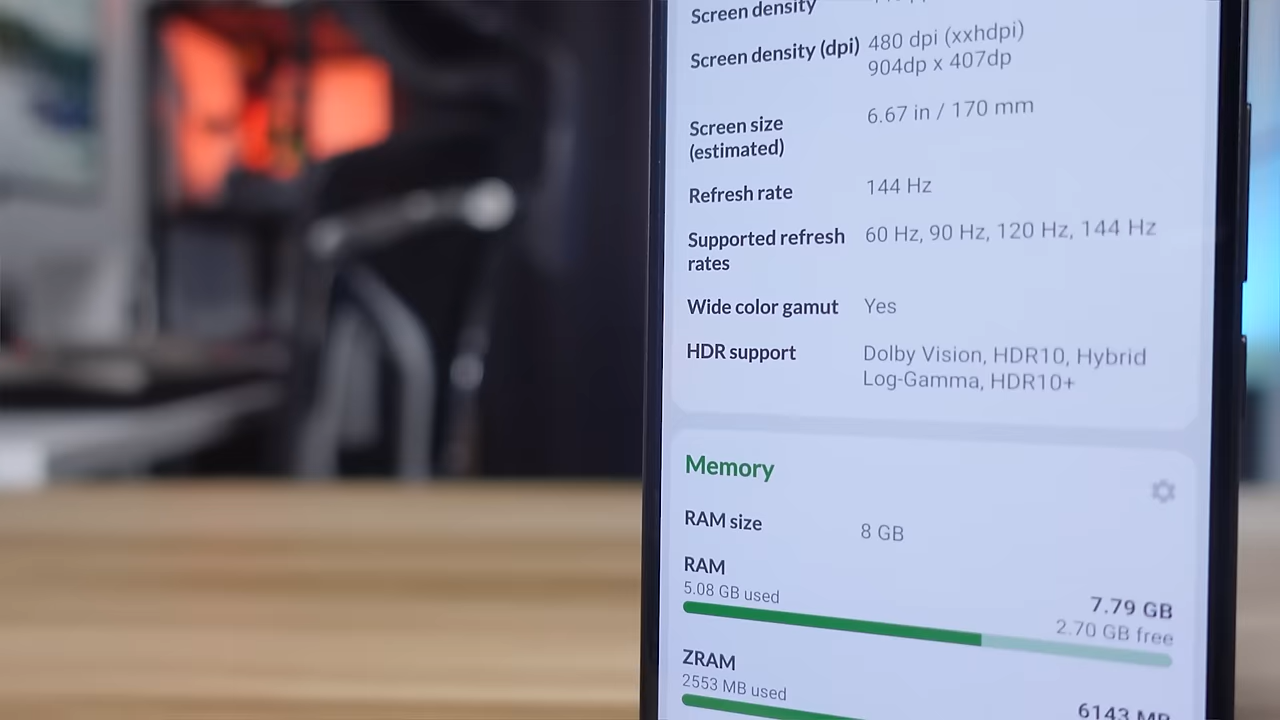 Screen density
Screen density (dpi) 480 dpi (xxhdpi)
904dp x 407dp
Screen size 6.67 in / 170 mm
(estimated)
Refresh rate 144 Hz
Supported refresh 60 Hz, 90 Hz, 120 Hz, 144 Hz
rates
Wide color gamut Yes
HDR support Dolby Vision, HDR10, Hybrid
Log-Gamma, HDR10+
Memory
RAM size 8 GB
RAM
5.08 GB used 7.79 GB
2.70 GB free
ZRAM
2553 MB used 6143 MB